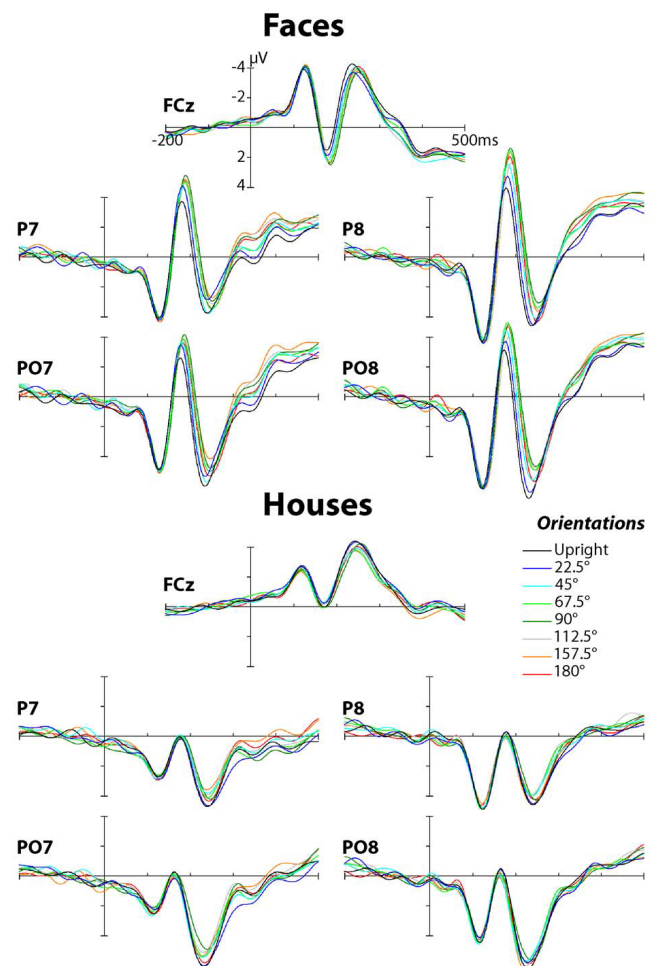 Faces
-4
µV
-2
FCz
-200
500ms
2
4
P7
P8
PO7
PO8
Houses
Orientations
FCz
Upright
22.5°
45°
67.5°
90°
112.5°
157.5°
180°
P7
P8
PO7
PO8